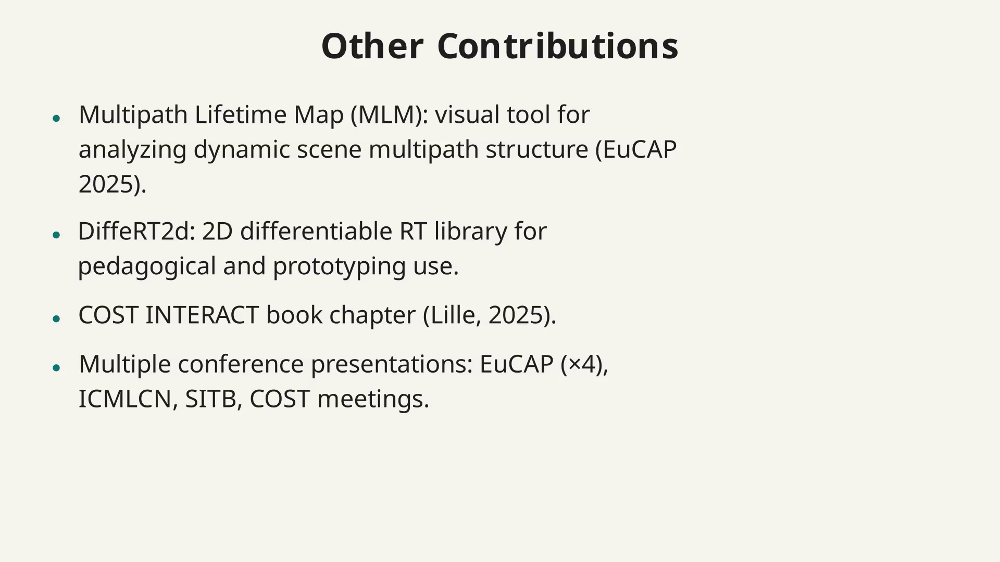 Other Contributions
• Multipath Lifetime Map (MLM): visual tool for
analyzing dynamic scene multipath structure (EuCAP
2025).
• DiffeRT2d: 2D differentiable RT library for
pedagogical and prototyping use.
• COST INTERACT book chapter (Lille, 2025).
• Multiple conference presentations: EuCAP (×4),
ICMLCN, SITB, COST meetings.